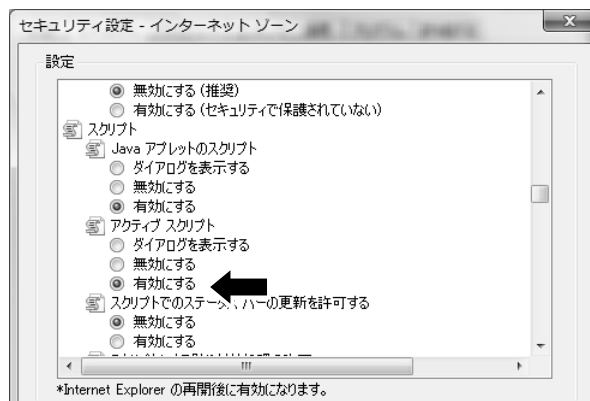 セキュリティ設定 - インターネット ゾーン
設定
無効にする (推奨)
有効にする (セキュリティで保護されていない)
スクリプト
Java アプレットのスクリプト
ダイアログを表示する
無効にする
有効にする
アクティブ スクリプト
ダイアログを表示する
無効にする
有効にする
スクリプトでのステータス バーの更新を許可する
無効にする
有効にする
*Internet Explorer の再開後に有効になります。